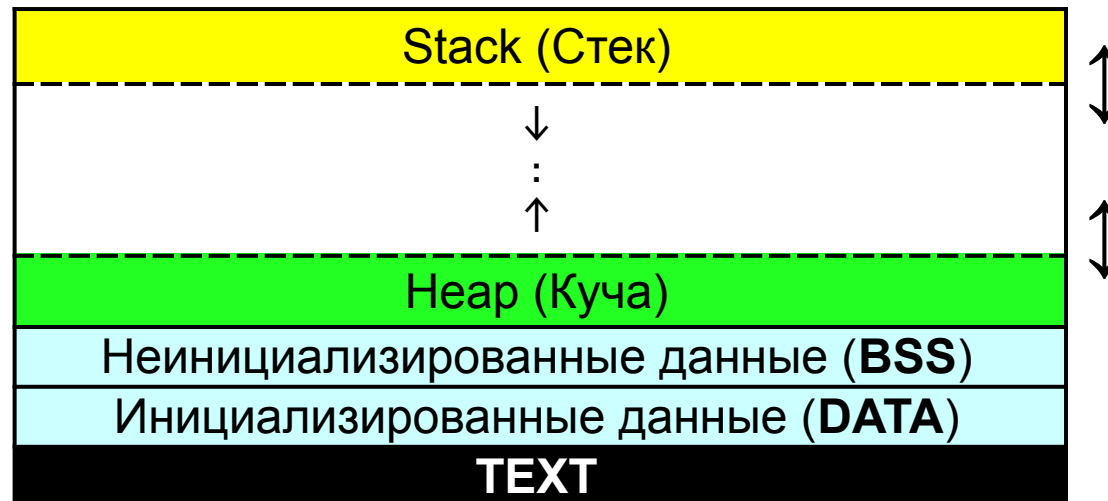 Stack (Стек)
↓
:
↑
Heap (Куча)
Неинициализированные данные (BSS)
Инициализированные данные (DATA)
TEXT